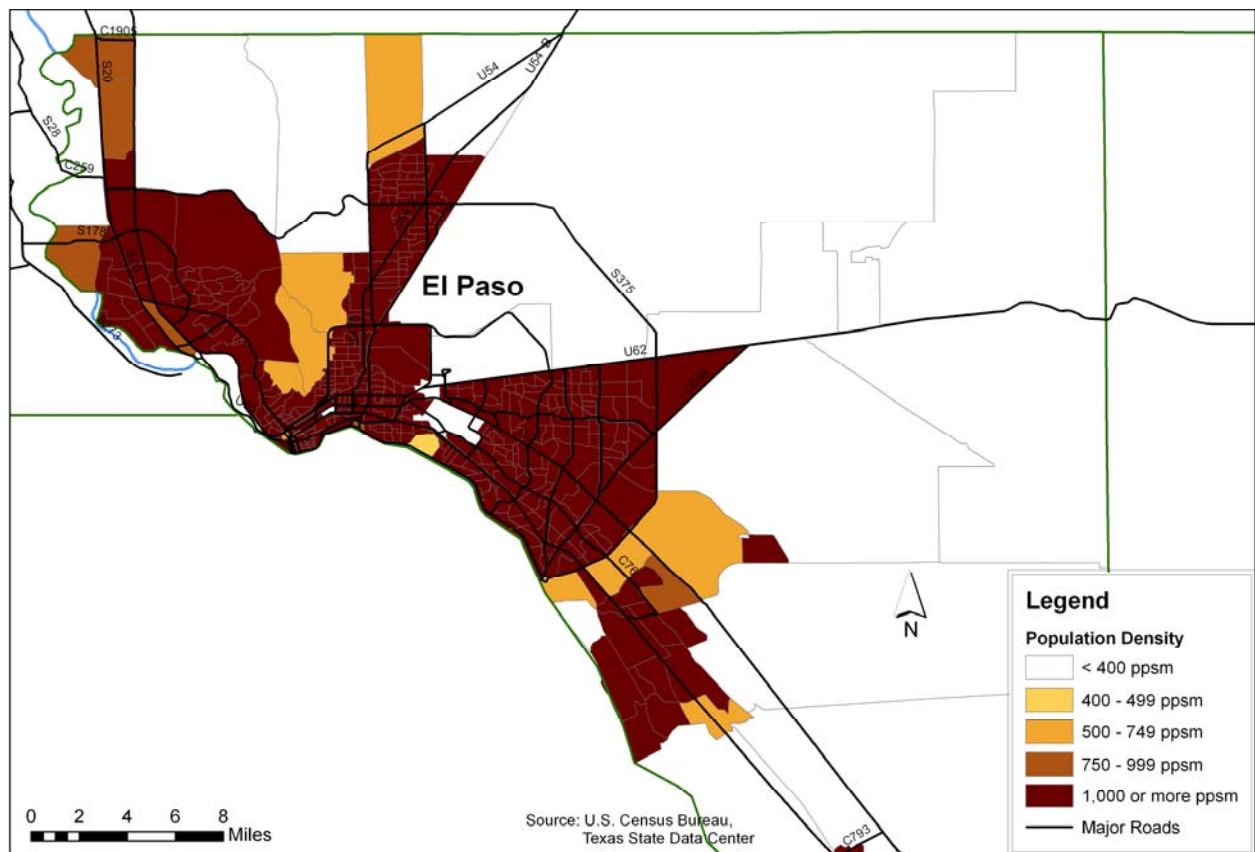 C1905
S20
U54
U54
S28
C259
S178
El Paso
S375
U62
C659
C76
N
Legend
Population Density
< 400 ppsm
400 - 499 ppsm
500 - 749 ppsm
750 - 999 ppsm
1,000 or more ppsm
Major Roads
0 2 4 6 8
Miles
Source: U.S. Census Bureau,
Texas State Data Center
C793